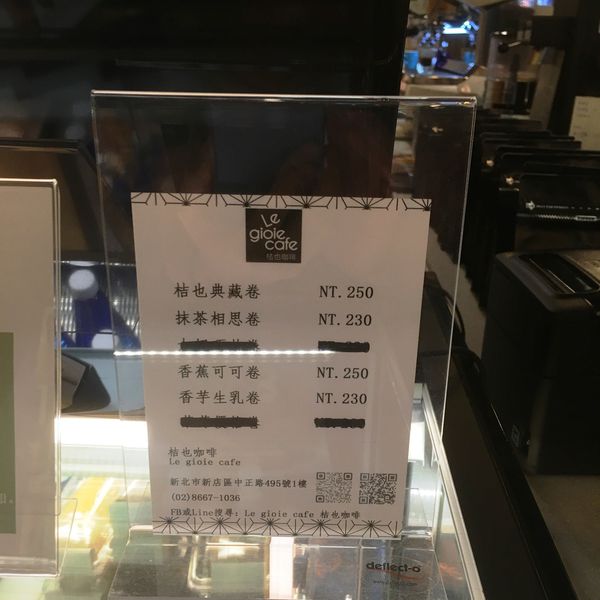 Le
gioie
cafe
桔也咖啡
桔也典藏卷 NT.250
抹茶相思卷 NT.230
香蕉可可卷 NT.250
香芋生乳卷 NT.230
桔也咖啡
Le gioie cafe
新北市新店區中正路495號1樓
(02)8667-1036
FB或Line搜尋: Le gioie cafe 桔也咖啡
deflect-o